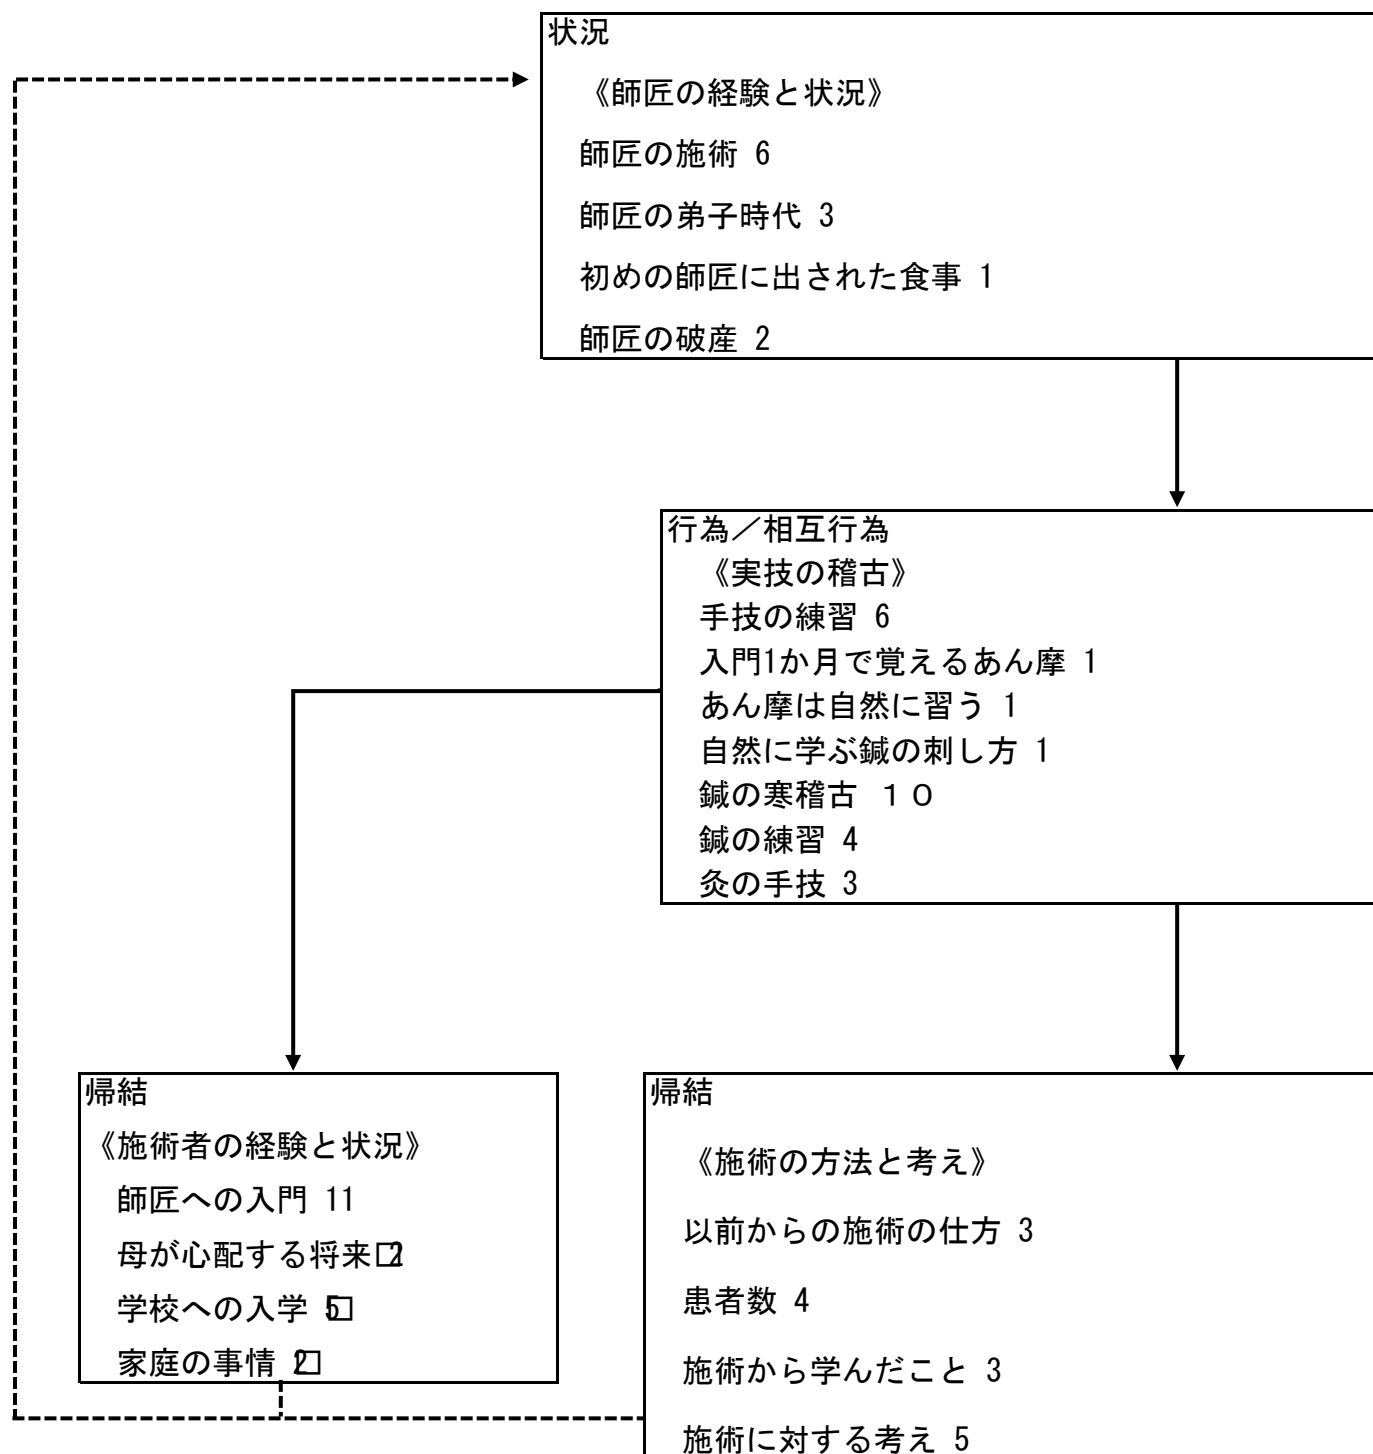 状況
《師匠の経験と状況》
師匠の施術 6
師匠の弟子時代 3
初めの師匠に出された食事 1
師匠の破産 2
行為／相互行為
《実技の稽古》
手技の練習 6
入門1か月で覚えるあん摩 1
あん摩は自然に習う 1
自然に学ぶ鍼の刺し方 1
鍼の寒稽古 １０
鍼の練習 4
灸の手技 3
帰結
《施術者の経験と状況》
師匠への入門 11
母が心配する将来□2
学校への入学 5□
家庭の事情 2□
帰結
《施術の方法と考え》
以前からの施術の仕方 3
患者数 4
施術から学んだこと 3
施術に対する考え 5